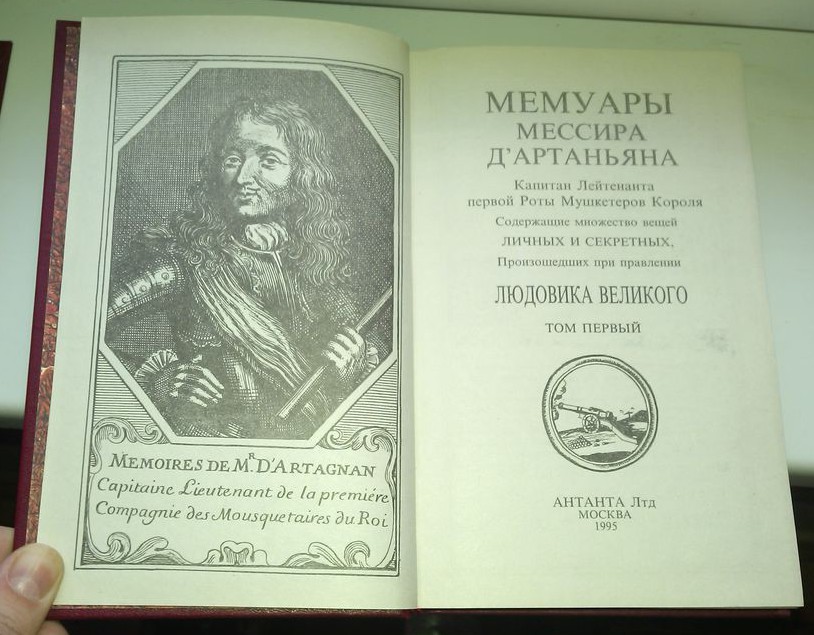 MEMOIRES DE MR D'ARTAGNAN
Capitaine Lieutenant de la premiére
Compagnie des Mousquetaires du Roi
МЕМУАРЫ
МЕССИРА
Д'АРТАНЬЯНА
Капитан Лейтенанта
первой Роты Мушкетеров Короля
Содержащие множество вещей
ЛИЧНЫХ И СЕКРЕТНЫХ,
Произошедших при правлении
ЛЮДОВИКА ВЕЛИКОГО
ТОМ ПЕРВЫЙ
АНТАНТА Лтд
МОСКВА
1995